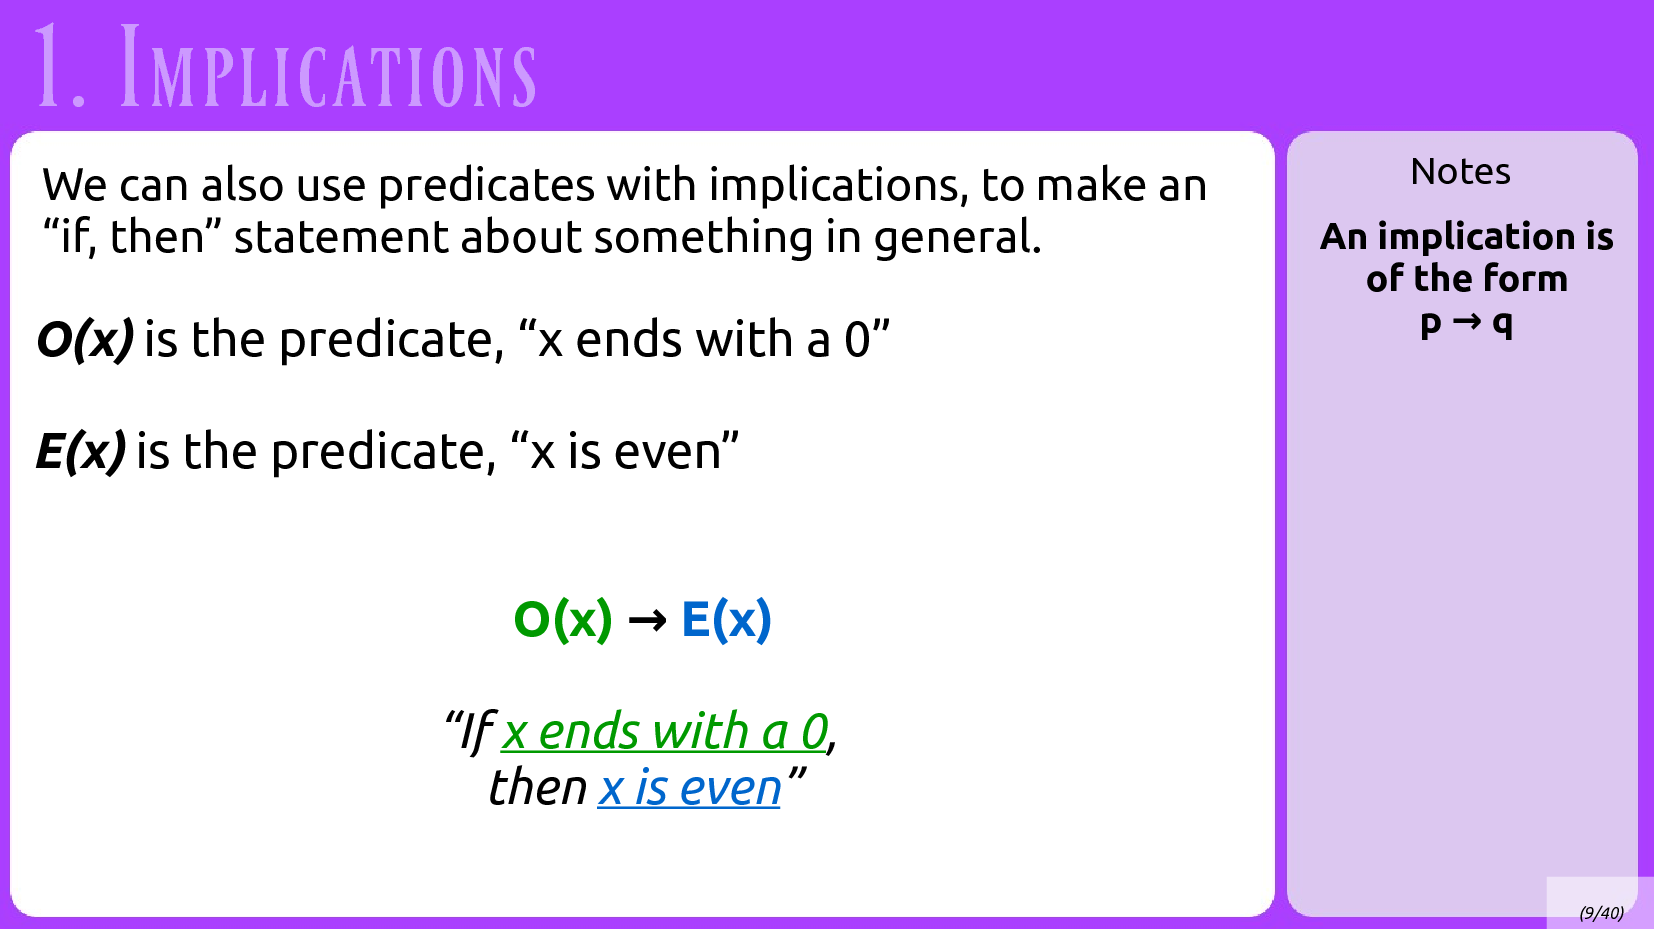 1. Implications
We can also use predicates with implications, to make an
“if, then” statement about something in general.
O(x) is the predicate, “x ends with a 0”
E(x) is the predicate, “x is even”
O(x) → E(x)
“If x ends with a 0,
then x is even”
Notes
An implication is
of the form
p → q
(9/40)